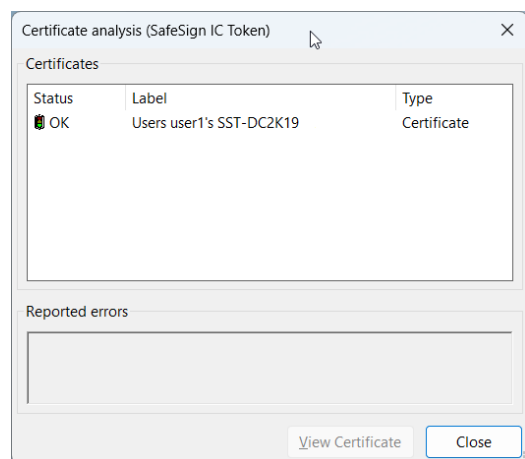 Certificate analysis (SafeSign IC Token)
Certificates
Status Label Type
OK Users user1's SST-DC2K19 Certificate
Reported errors
View Certificate Close